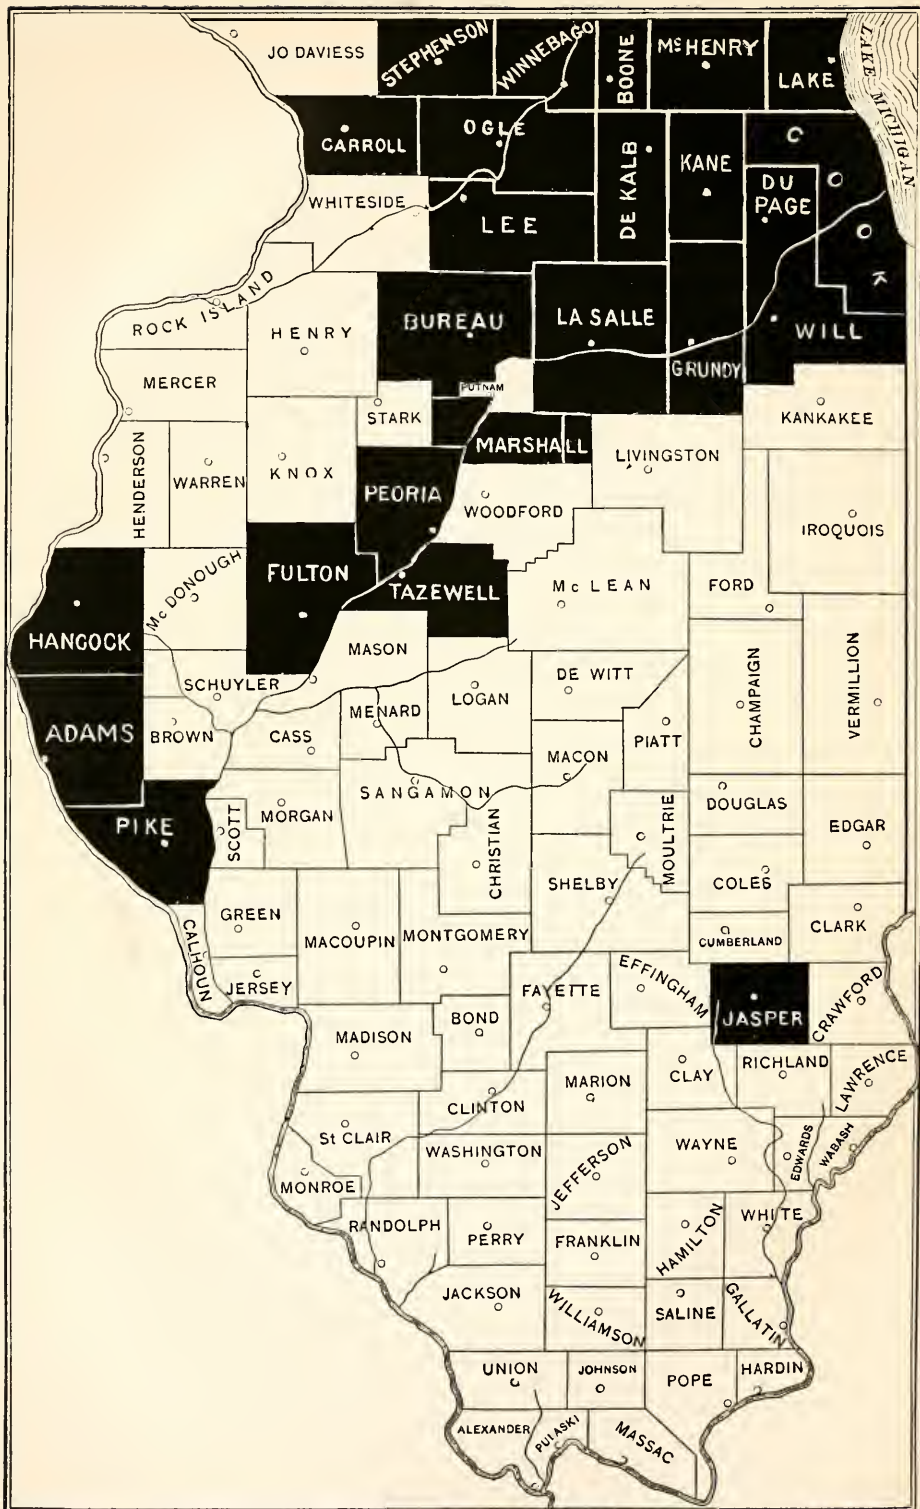 JO DAVIESS
STEPHENSON
WINNEBAGO
BOONE
McHENRY
LAKE
LAKE MICHIGAN
CARROLL
OGLE
DE KALB
KANE
DU PAGE
COOK
WHITESIDE
LEE
ROCK ISLAND
HENRY
BUREAU
LA SALLE
GRUNDY
WILL
MERCER
PUTNAM
STARK
KANKAKEE
HENDERSON
WARREN
KNOX
PEORIA
MARSHALL
LIVINGSTON
WOODFORD
IROQUOIS
HANCOCK
McDONOUGH
FULTON
TAZEWELL
McLEAN
FORD
MASON
SCHUYLER
ADAMS
BROWN
CASS
MENARD
LOGAN
DE WITT
PIATT
CHAMPAIGN
VERMILLION
MACON
PIKE
SCOTT
MORGAN
SANGAMON
CHRISTIAN
MOULTRIE
DOUGLAS
EDGAR
SHELBY
COLES
CALHOUN
GREEN
JERSEY
MACOUPIN
MONTGOMERY
CUMBERLAND
CLARK
FAYETTE
EFFINGHAM
JASPER
CRAWFORD
MADISON
BOND
CLAY
RICHLAND
LAWRENCE
MARION
CLINTON
St CLAIR
WASHINGTON
JEFFERSON
WAYNE
EDWARDS
WABASH
MONROE
RANDOLPH
PERRY
FRANKLIN
HAMILTON
WHITE
JACKSON
WILLIAMSON
SALINE
GALLATIN
UNION
JOHNSON
POPE
HARDIN
ALEXANDER
PULASKI
MASSAC